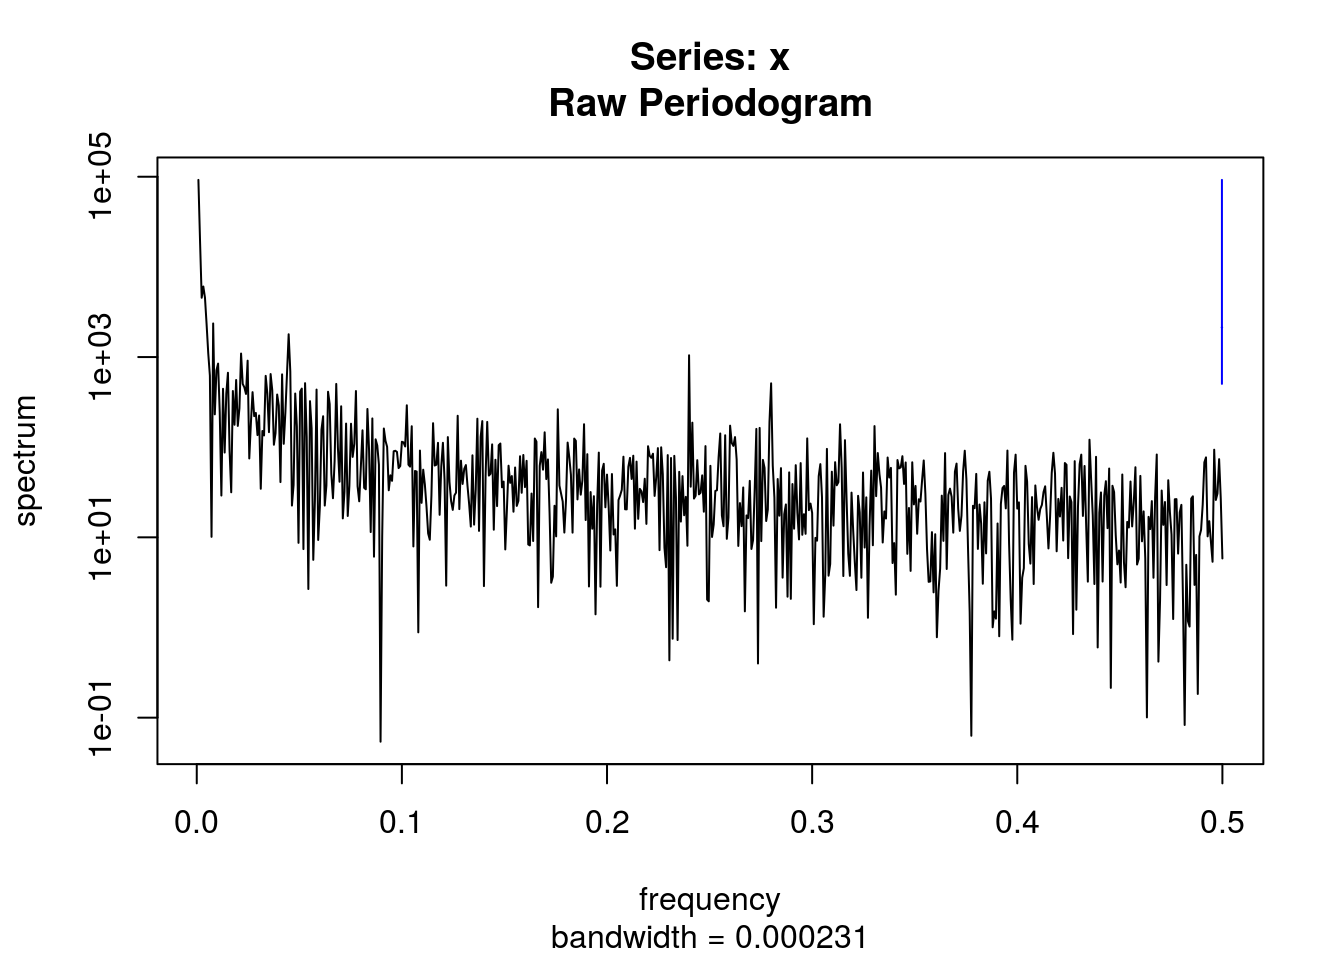 Series: x
Raw Periodogram
spectrum
1e+05
1e+03
1e+01
1e-01
0.0 0.1 0.2 0.3 0.4 0.5
frequency
bandwidth = 0.000231